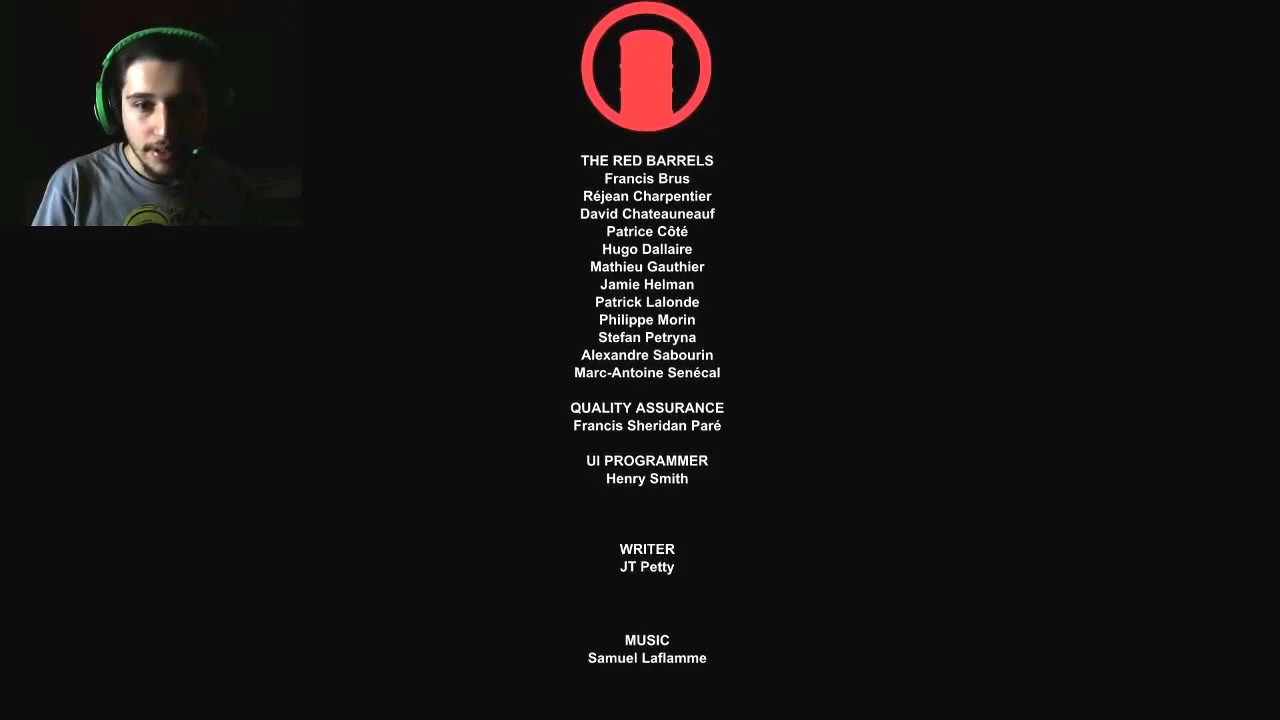 THE RED BARRELS
Francis Brus
Réjean Charpentier
David Chateauneuf
Patrice Côté
Hugo Dallaire
Mathieu Gauthier
Jamie Helman
Patrick Lalonde
Philippe Morin
Stefan Petryna
Alexandre Sabourin
Marc-Antoine Senécal
QUALITY ASSURANCE
Francis Sheridan Paré
UI PROGRAMMER
Henry Smith
WRITER
JT Petty
MUSIC
Samuel Laflamme